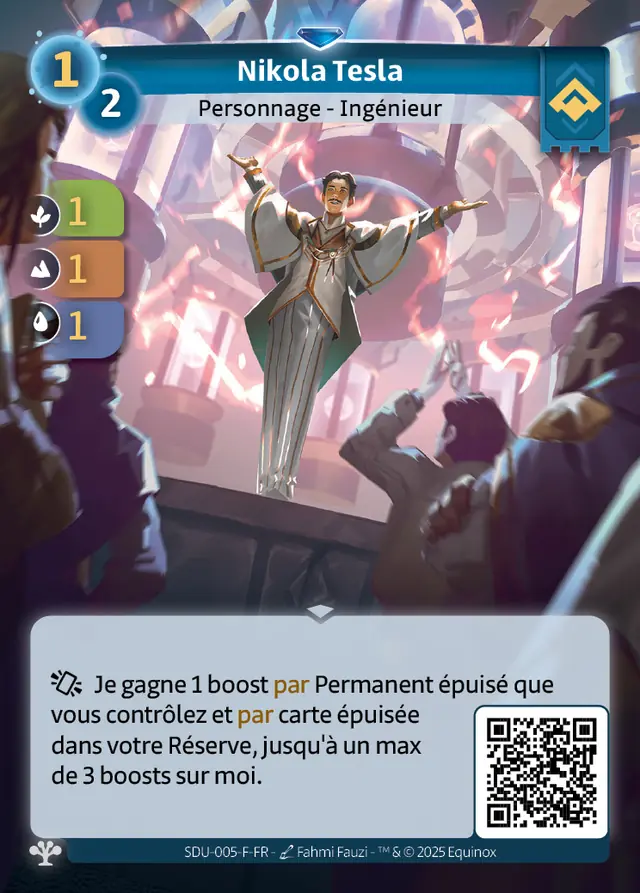 1
Nikola Tesla
2
Personnage - Ingénieur
1
1
1
Je gagne 1 boost par Permanent épuisé que
vous contrôlez et par carte épuisée
dans votre Réserve, jusqu'à un max
de 3 boosts sur moi.
SDU-005-F-FR - Fahmi Fauzi - ™ & © 2025 Equinox